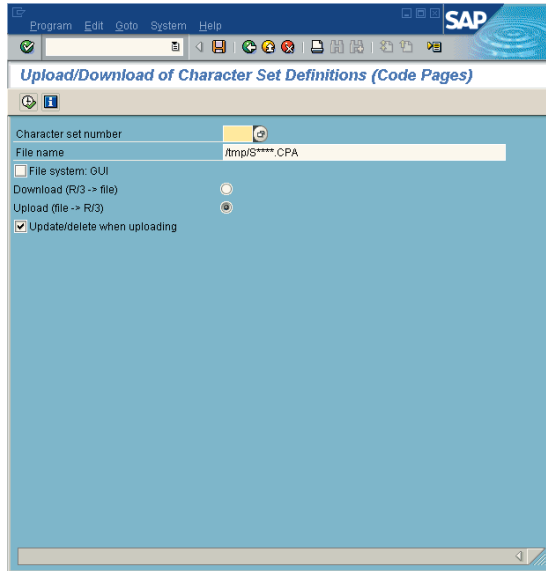 Program Edit Goto System Help
SAP
Upload/Download of Character Set Definitions (Code Pages)
Character set number
File name /tmp/S****.CPA
File system: GUI
Download (R/3 -> file)
Upload (file -> R/3)
Update/delete when uploading